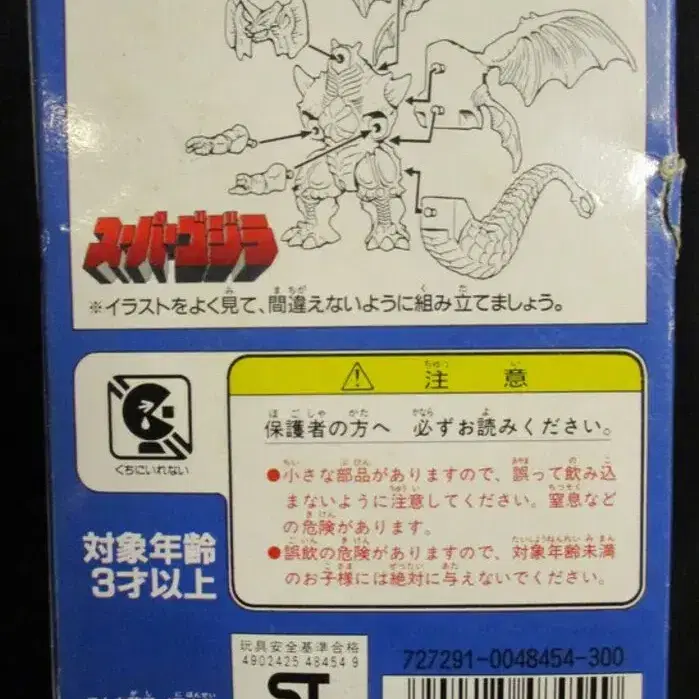 スーパーゴジラ
※イラストをよく見て、間違えないように組み立てましょう。
くちにいれない
対象年齢
3才以上
⚠ 注意
保護者の方へ 必ずお読みください。
●小さな部品がありますので、誤って飲み込
まないように注意してください。窒息など
の危険があります。
●誤飲の危険がありますので、対象年齢未満
のお子様には絶対に与えないでください。
玩具安全基準合格
4902425 48454 9
ST
727291-0048454-300